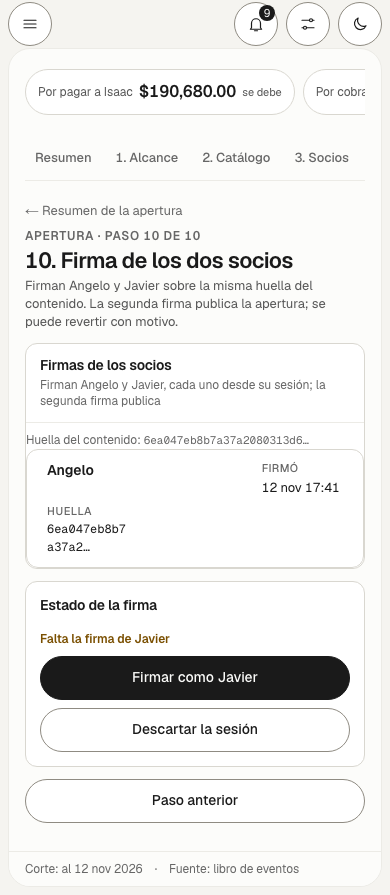 9
Por pagar a Isaac $190,680.00 se debe
Por cobra
Resumen 1. Alcance 2. Catálogo 3. Socios
← Resumen de la apertura
APERTURA · PASO 10 DE 10
10. Firma de los dos socios
Firman Angelo y Javier sobre la misma huella del
contenido. La segunda firma publica la apertura; se
puede revertir con motivo.
Firmas de los socios
Firman Angelo y Javier, cada uno desde su sesión; la
segunda firma publica
Huella del contenido: 6ea047eb8b7a37a2080313d6…
Angelo
FIRMÓ
12 nov 17:41
HUELLA
6ea047eb8b7
a37a2…
Estado de la firma
Falta la firma de Javier
Firmar como Javier
Descartar la sesión
Paso anterior
Corte: al 12 nov 2026 · Fuente: libro de eventos